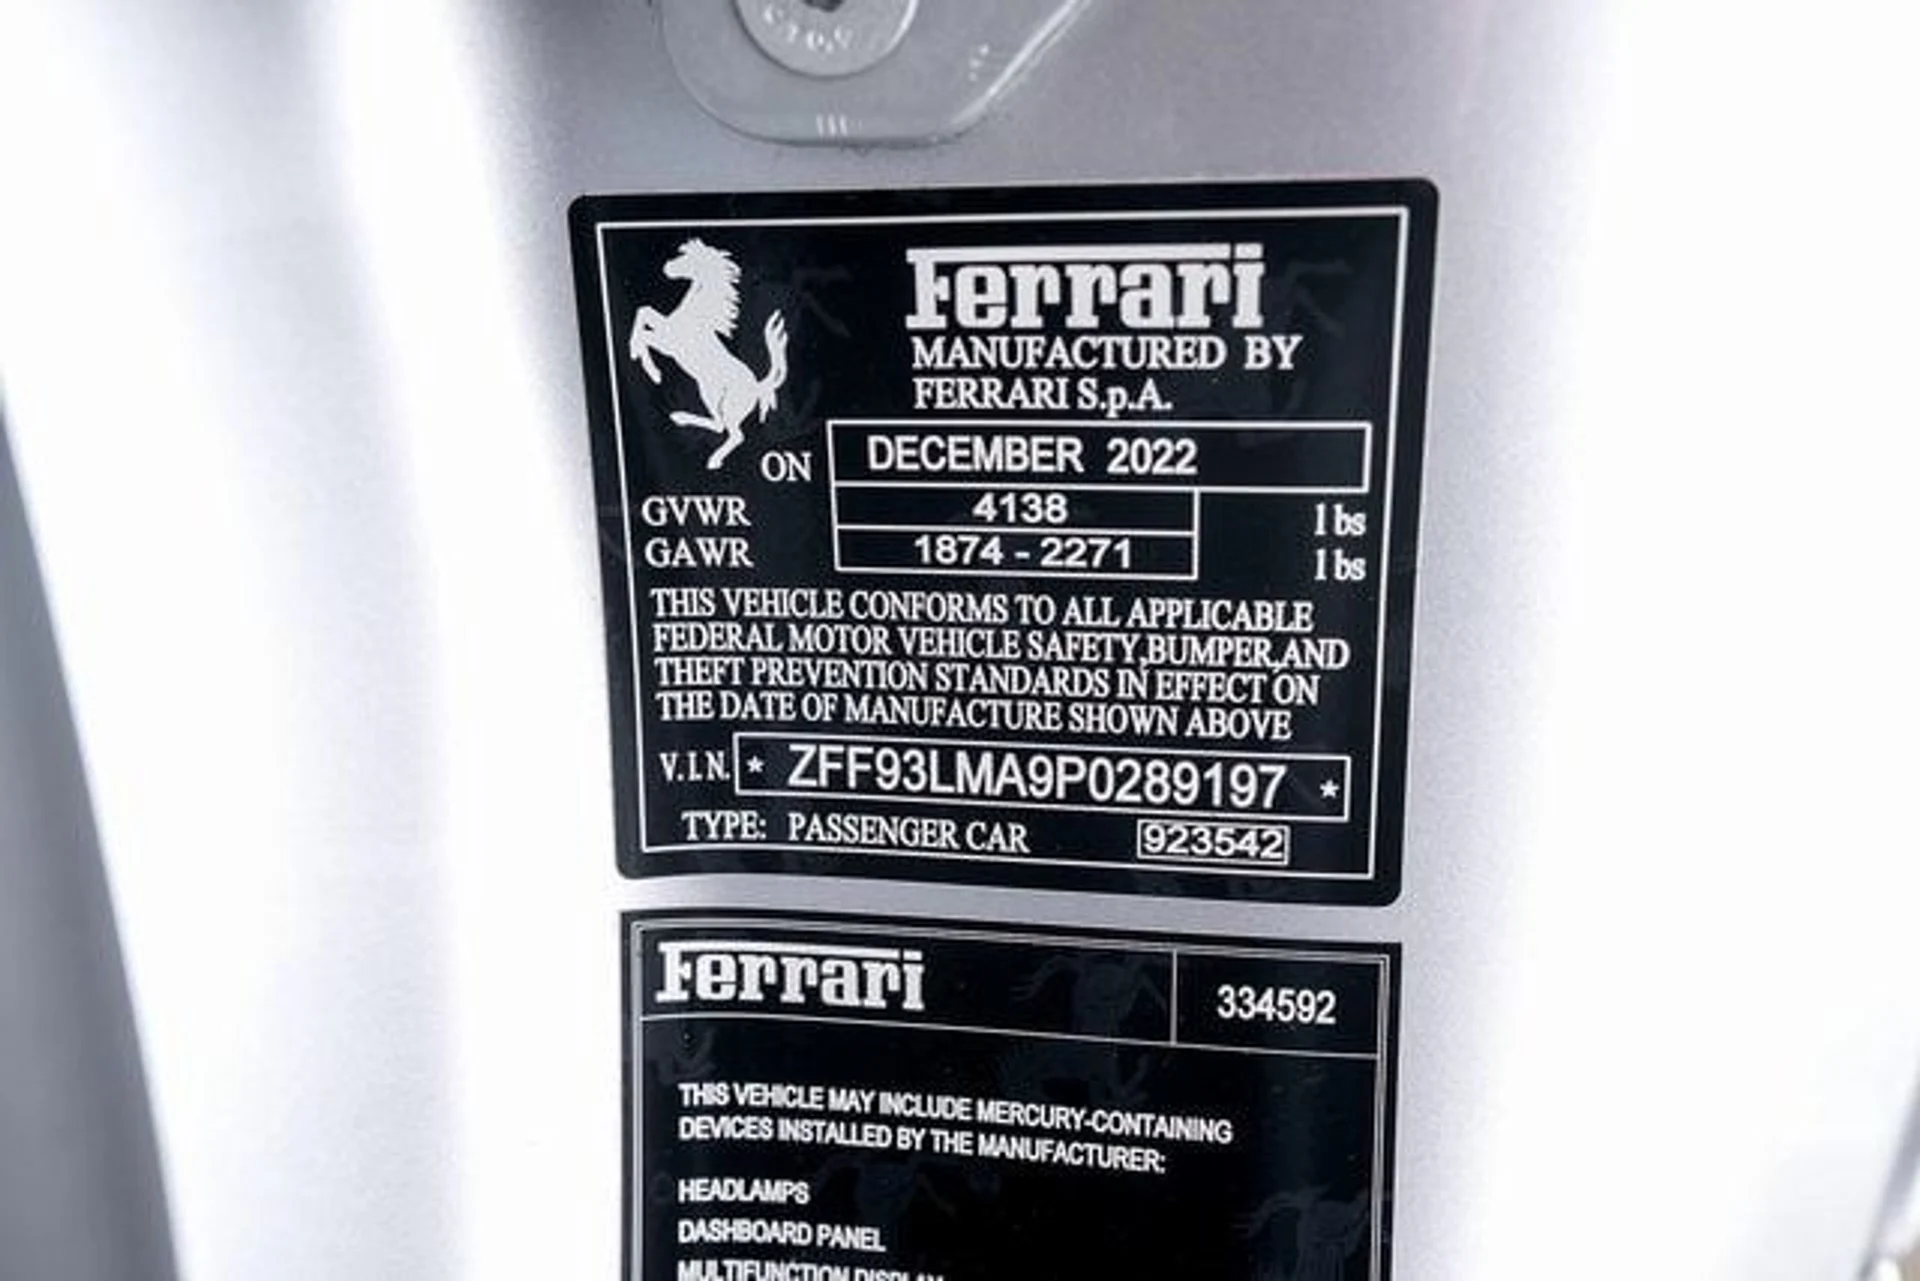 Ferrari
MANUFACTURED BY
FERRARI S.p.A.
ON DECEMBER 2022
GVWR 4138 lbs
GAWR 1874 - 2271 lbs
THIS VEHICLE CONFORMS TO ALL APPLICABLE
FEDERAL MOTOR VEHICLE SAFETY,BUMPER,AND
THEFT PREVENTION STANDARDS IN EFFECT ON
THE DATE OF MANUFACTURE SHOWN ABOVE
V.I.N. * ZFF93LMA9P0289197 *
TYPE: PASSENGER CAR 923542
Ferrari 334592
THIS VEHICLE MAY INCLUDE MERCURY-CONTAINING
DEVICES INSTALLED BY THE MANUFACTURER:
HEADLAMPS
DASHBOARD PANEL
MULTIFUNCTION DISPLAY